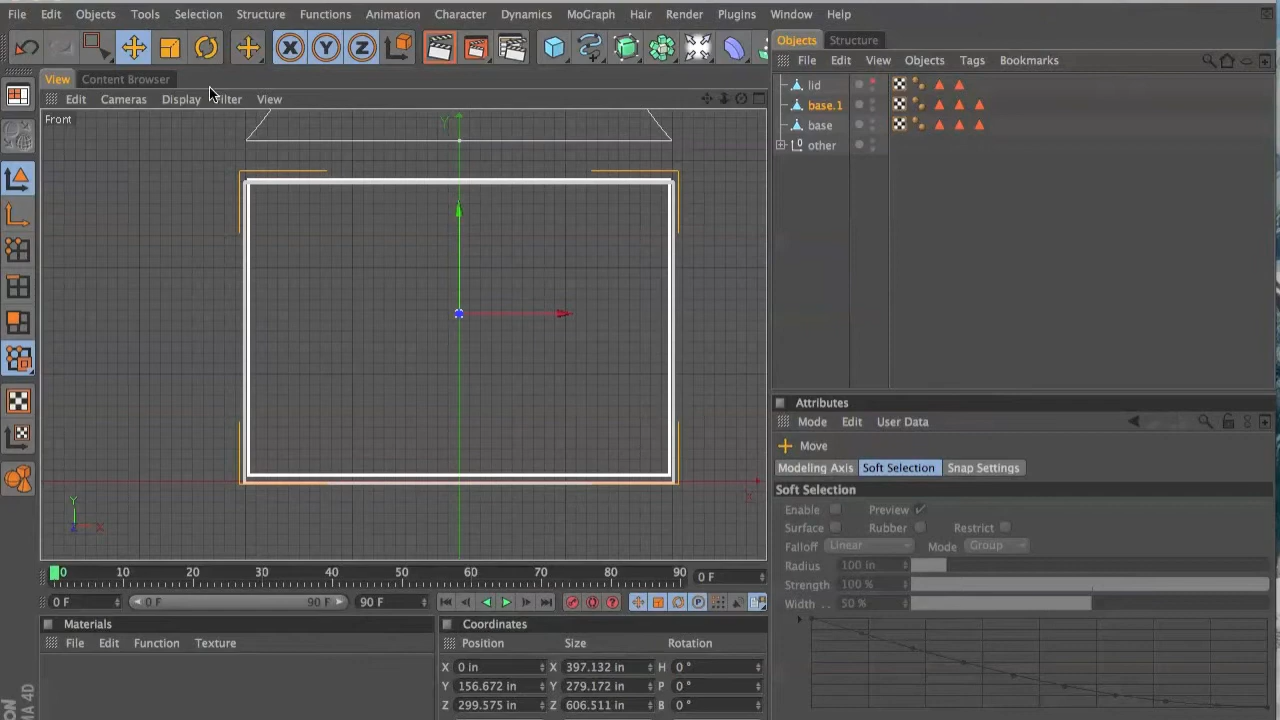 File Edit Objects Tools Selection Structure Functions Animation Character Dynamics MoGraph Hair Render Plugins Window Help
X Y Z
Objects Structure
File Edit View Objects Tags Bookmarks
View Content Browser
Edit Cameras Display Filter View
Front
Y
lid
base.1
base
other
Attributes
Mode Edit User Data
Move
Modeling Axis Soft Selection Snap Settings
Soft Selection
Enable Preview
Surface Rubber Restrict
Falloff Linear Mode Group
Radius 100 in
Strength 100 %
Width . . 50 %
Y
Z X
X
0 10 20 30 40 50 60 70 80 90 0 F
0 F 0 F 90 F 90 F
Materials
File Edit Function Texture
Coordinates
Position Size Rotation
X 0 in X 397.132 in H 0 °
Y 156.672 in Y 279.172 in P 0 °
Z 299.575 in Z 606.511 in B 0 °